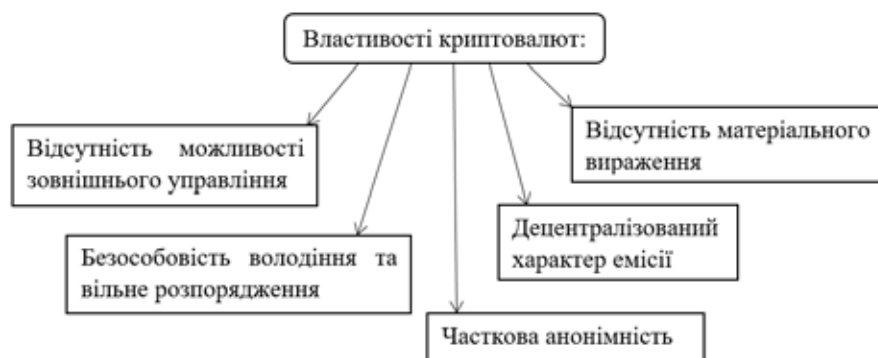 Властивості криптовалют:
Відсутність можливості
зовнішнього управління
Безособовість володіння та
вільне розпорядження
Часткова анонімність
Децентралізований
характер емісії
Відсутність матеріального
вираження